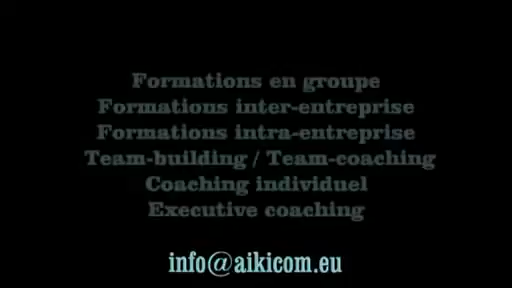 Formations en groupe
Formations inter-entreprise
Formations intra-entreprise
Team-building / Team-coaching
Coaching individuel
Executive coaching
info@aikicom.eu